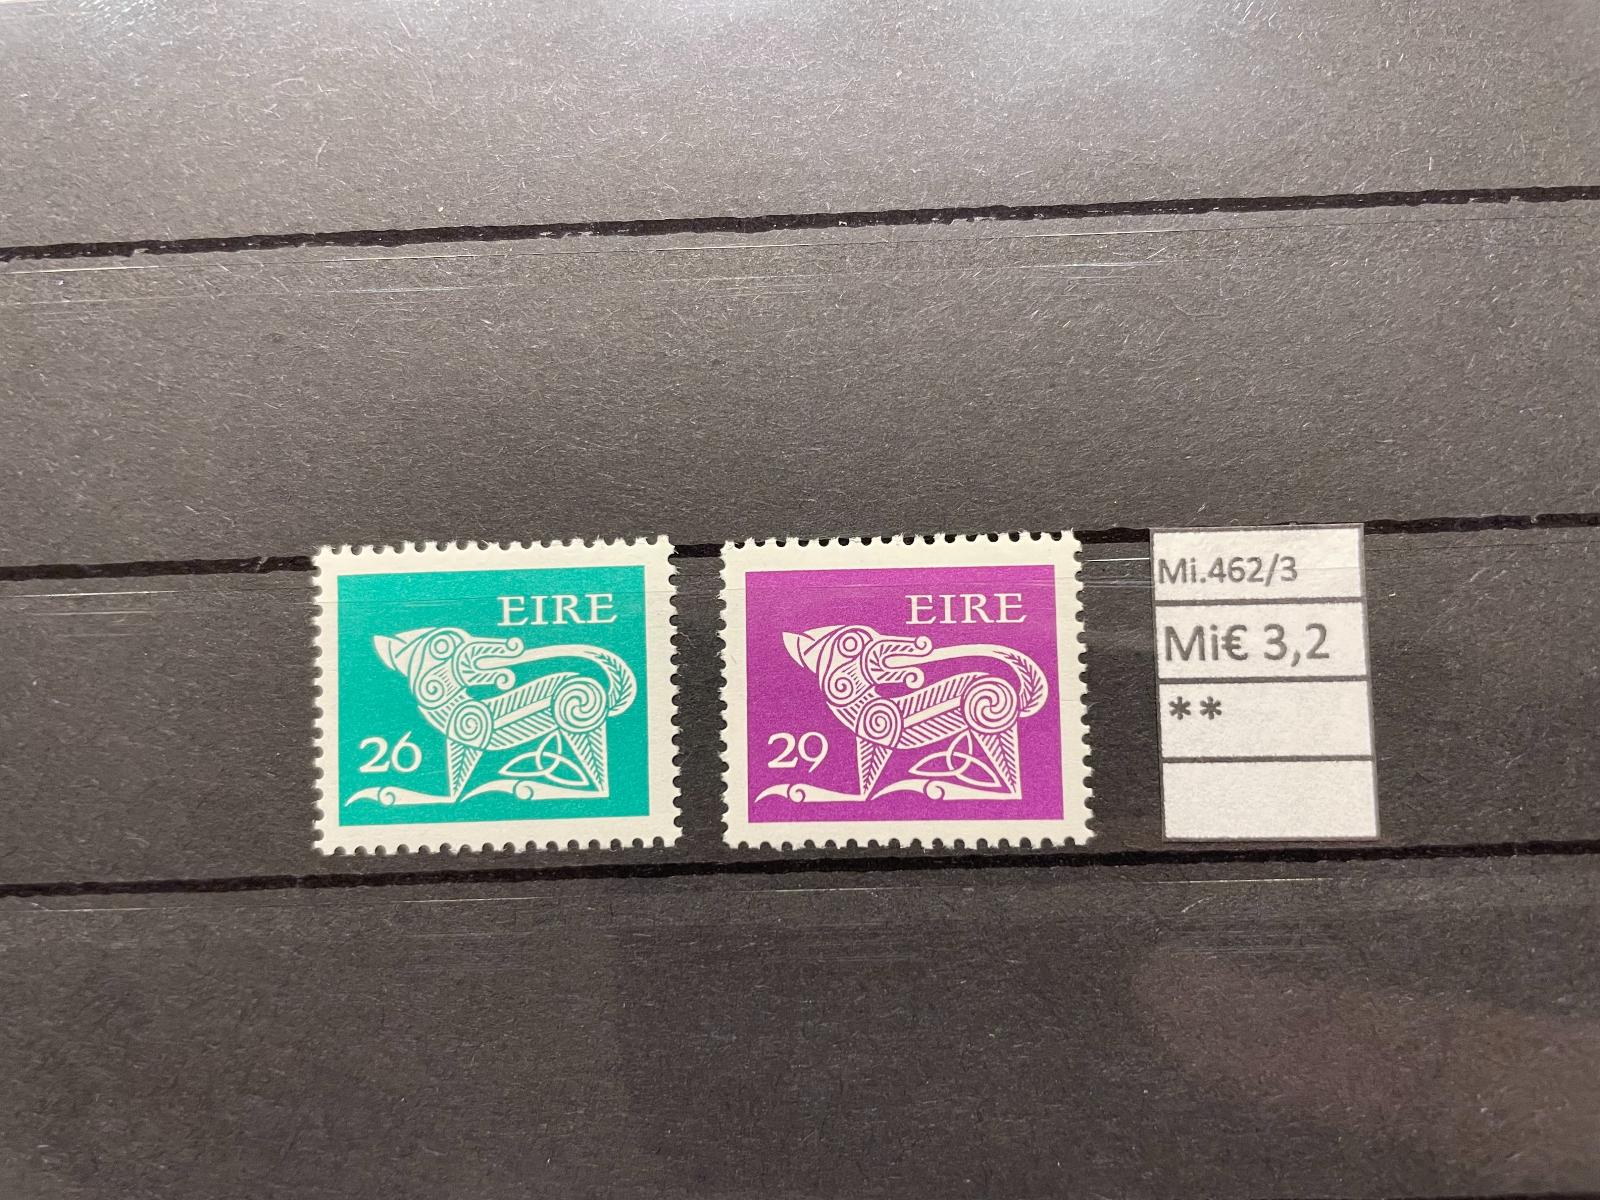 EIRE
26
EIRE
29
Mi.462/3
Mi€ 3,2
**